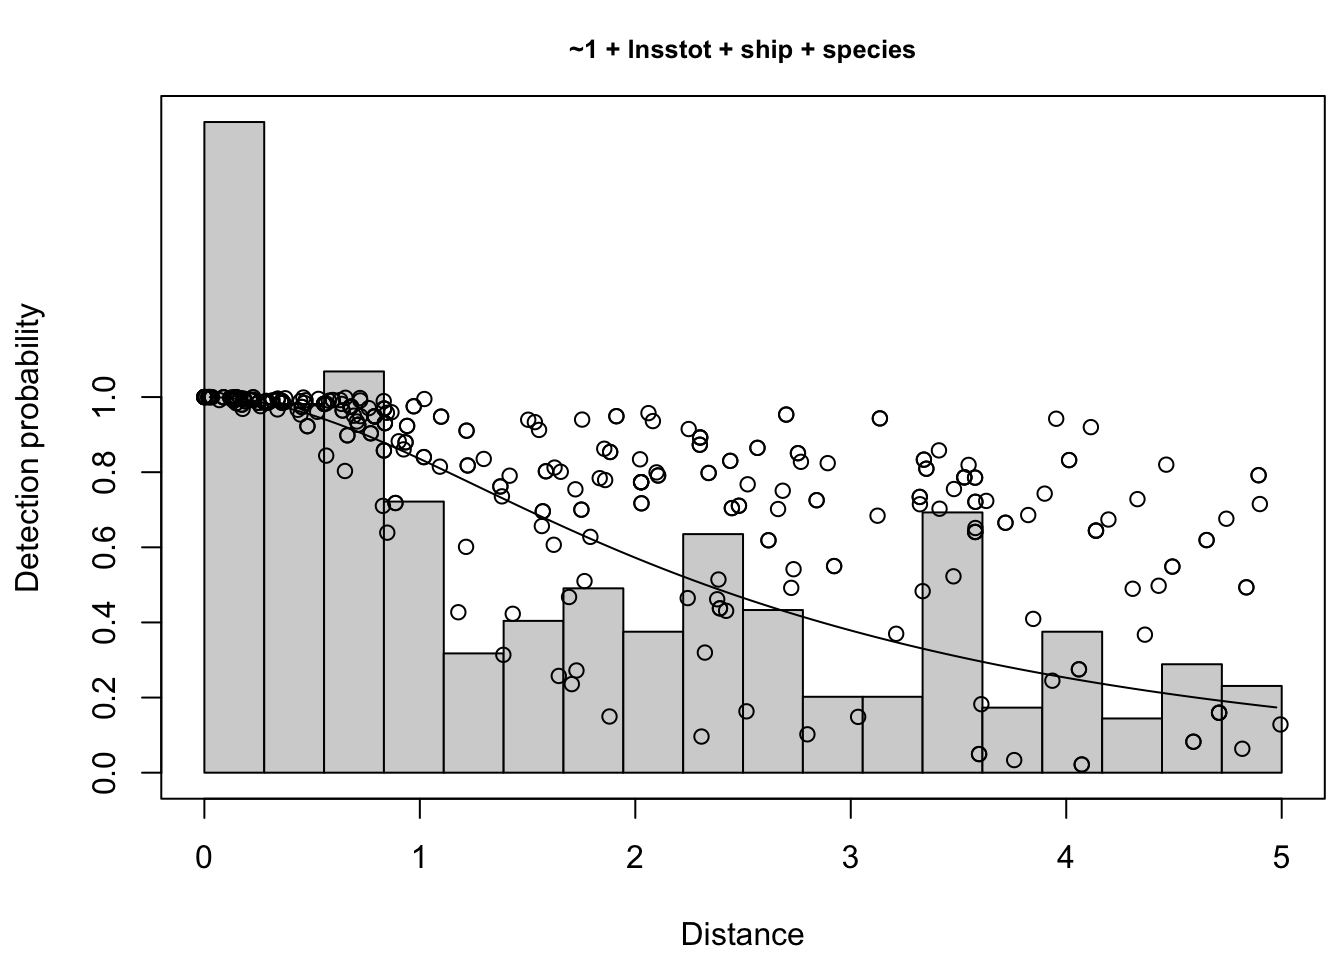 ~1 + lnsstot + ship + species
Detection probability
1.0
0.8
0.6
0.4
0.2
0.0
0 1 2 3 4 5
Distance